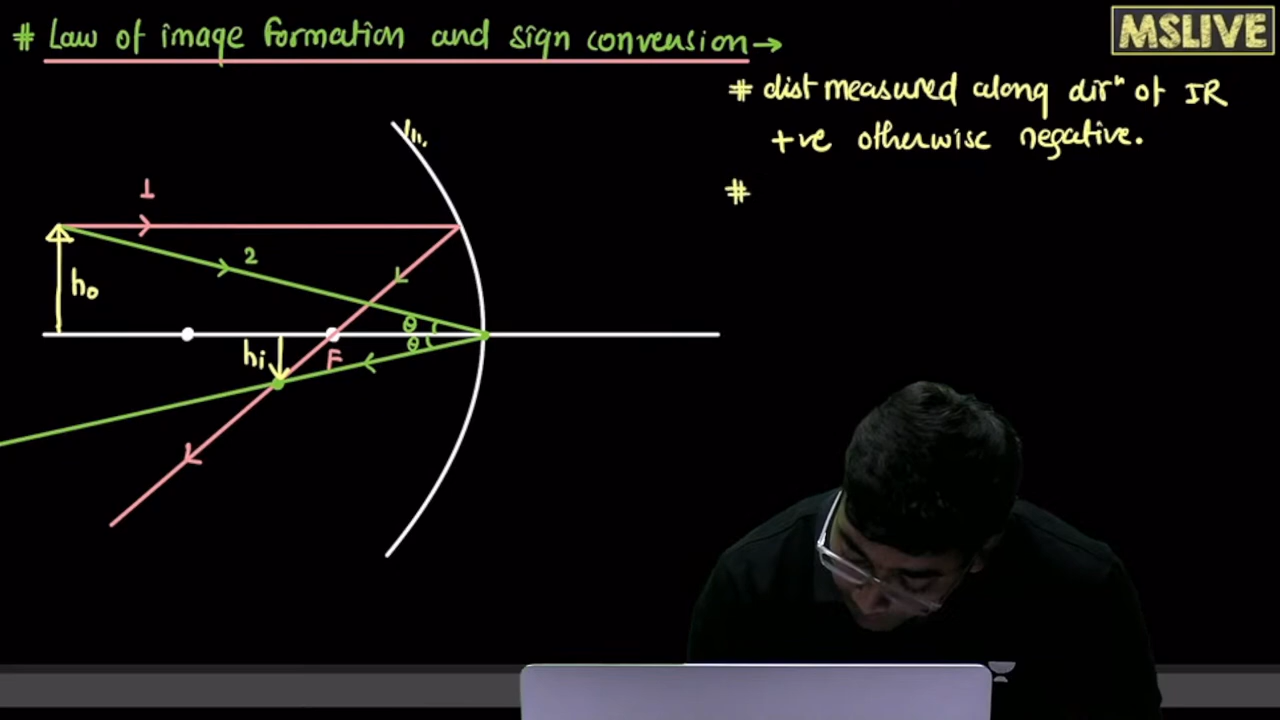 # Law of image formation and sign convension→
MSLIVE
# dist measured along dirⁿ of IR
+ve otherwise negative.
#
1
2
h₀
θ
θ
hᵢ
F